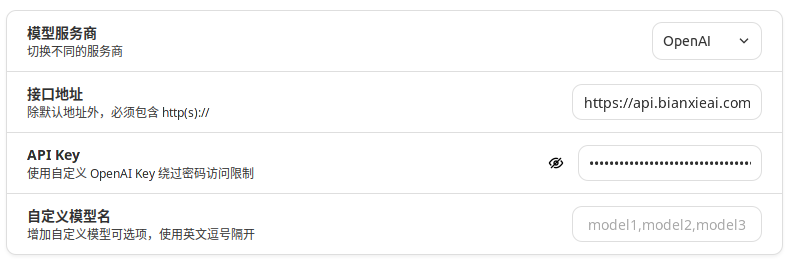 模型服务商
切换不同的服务商
OpenAI
接口地址
除默认地址外，必须包含 http(s)://
https://api.bianxieai.com
API Key
使用自定义 OpenAI Key 绕过密码访问限制
••••••••••••••••••••••••••••••••••
自定义模型名
增加自定义模型可选项，使用英文逗号隔开
model1,model2,model3